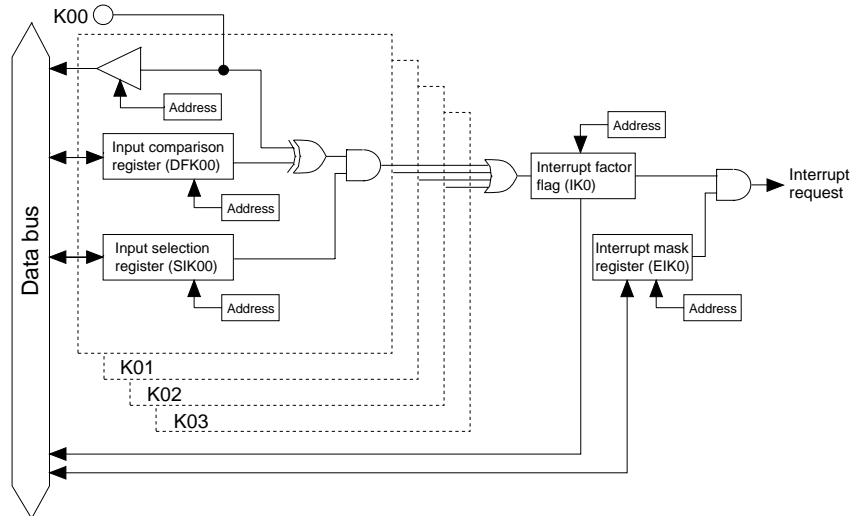 K00
Address
Input comparison
register (DFK00)
Address
Input selection
register (SIK00)
Address
K01
K02
K03
Data bus
Address
Interrupt factor
flag (IK0)
Interrupt
request
Interrupt mask
register (EIK0)
Address